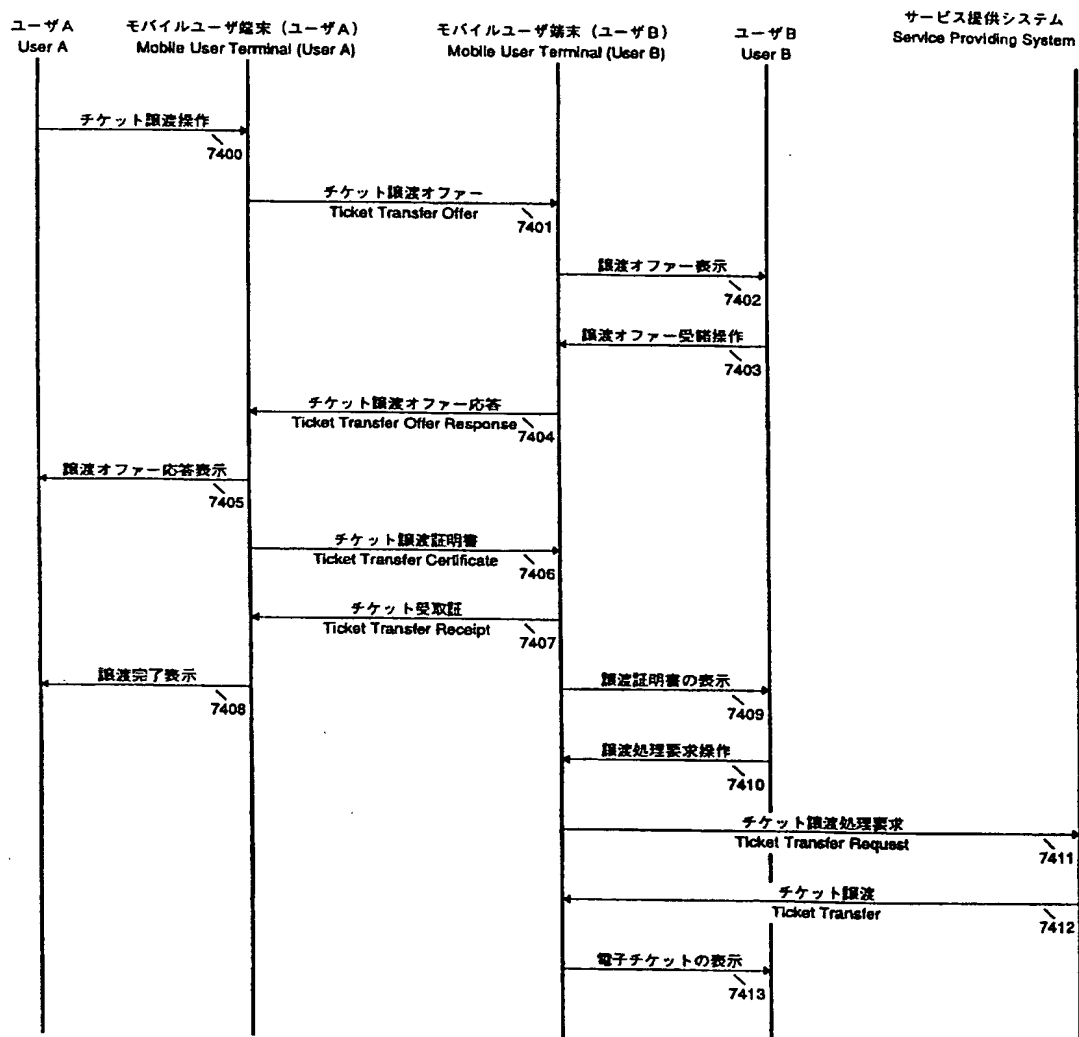 ユーザA
User A
モバイルユーザ端末（ユーザA）
Mobile User Terminal (User A)
モバイルユーザ端末（ユーザB）
Mobile User Terminal (User B)
ユーザB
User B
サービス提供システム
Service Providing System
チケット譲渡操作
7400
チケット譲渡オファー
Ticket Transfer Offer
7401
譲渡オファー表示
7402
譲渡オファー受諾操作
7403
チケット譲渡オファー応答
Ticket Transfer Offer Response
7404
譲渡オファー応答表示
7405
チケット譲渡証明書
Ticket Transfer Certificate
7406
チケット受取証
Ticket Transfer Receipt
7407
譲渡完了表示
7408
譲渡証明書の表示
7409
譲渡処理要求操作
7410
チケット譲渡処理要求
Ticket Transfer Request
7411
チケット譲渡
Ticket Transfer
7412
電子チケットの表示
7413